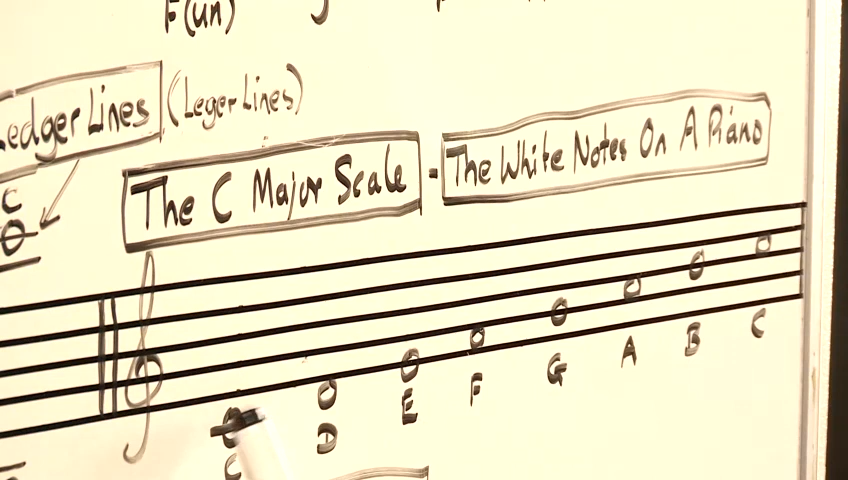 F(un)
Ledger Lines (Leger Lines)
The C Major Scale - The White Notes On A Piano
C
C D E F G A B C